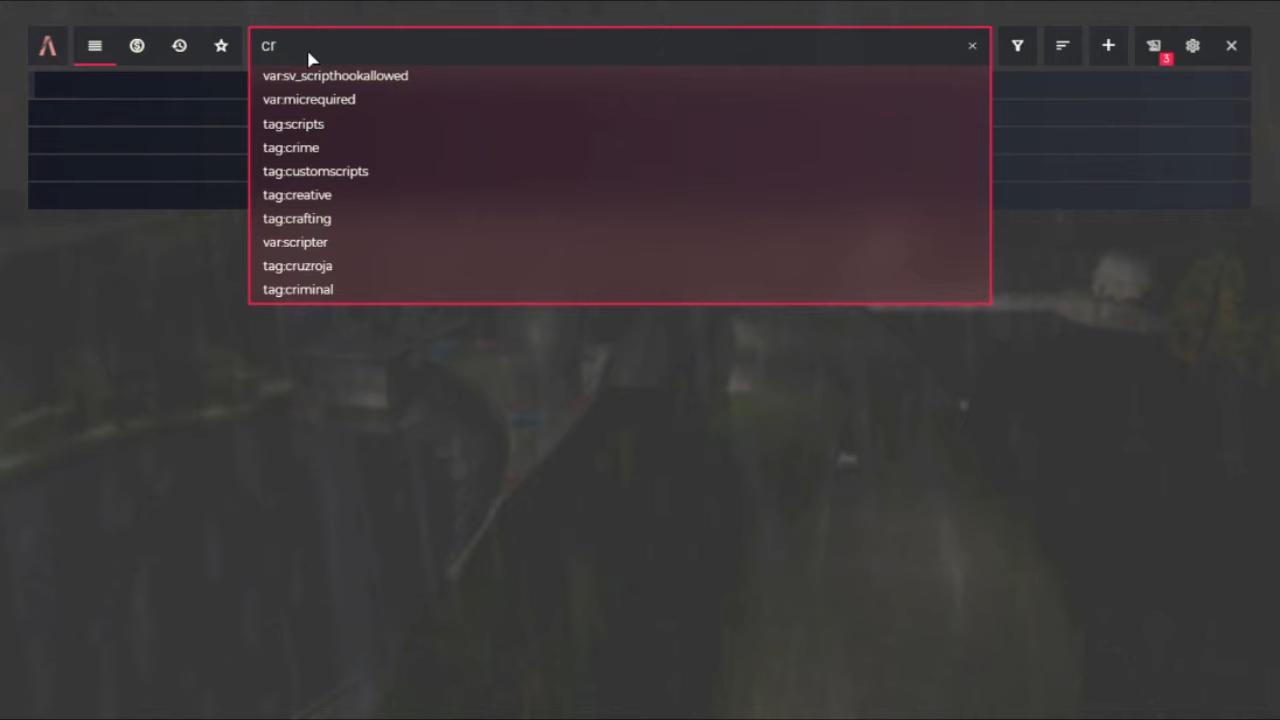 cr
3
var:sv_scripthookallowed
var:micrequired
tag:scripts
tag:crime
tag:customscripts
tag:creative
tag:crafting
var:scripter
tag:cruzroja
tag:criminal